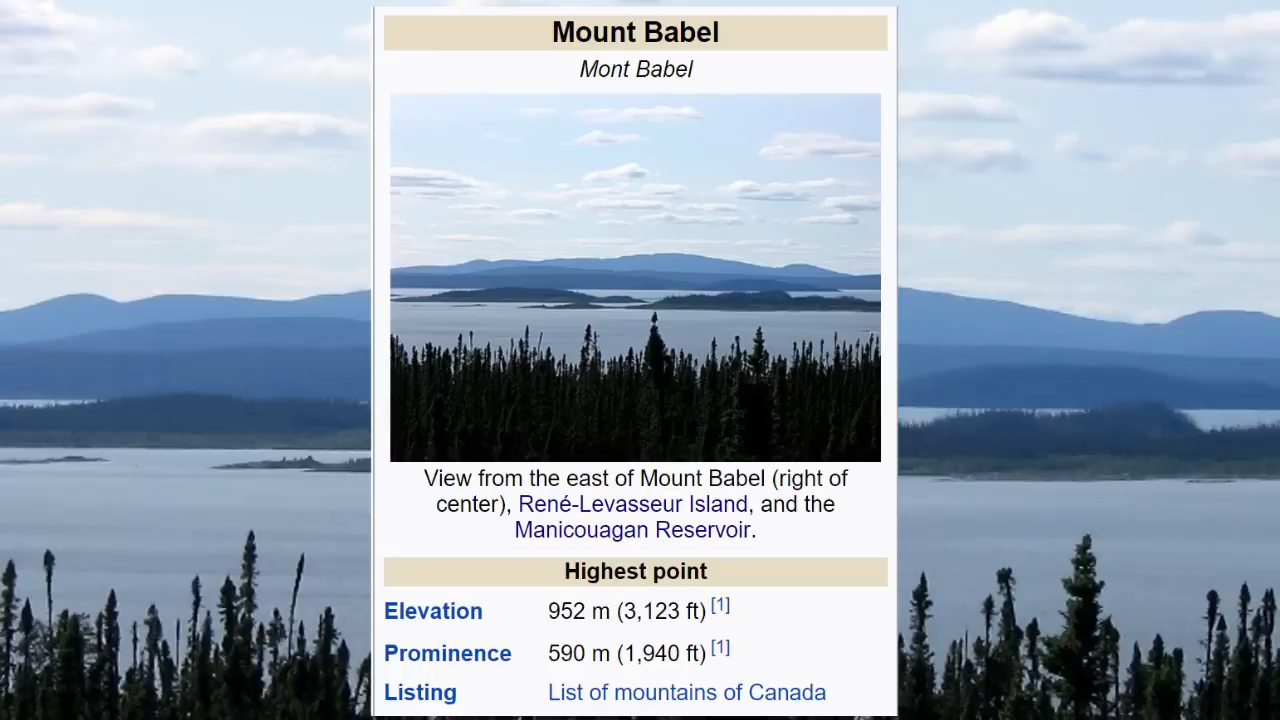 Mount Babel
Mont Babel
View from the east of Mount Babel (right of
center), René-Levasseur Island, and the
Manicouagan Reservoir.
Highest point
Elevation 952 m (3,123 ft) [1]
Prominence 590 m (1,940 ft) [1]
Listing List of mountains of Canada